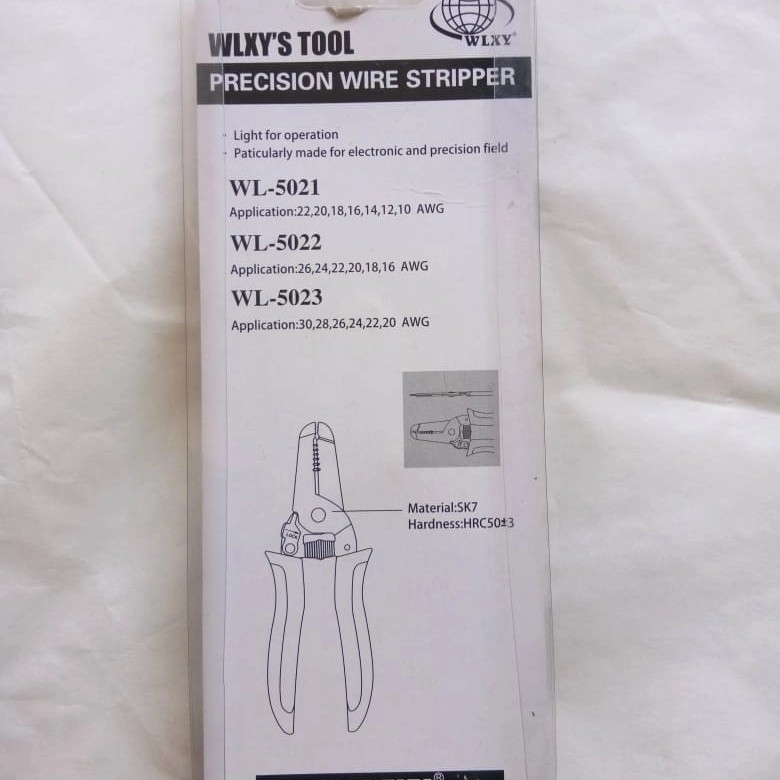 WLXY'S TOOL
WLXY®
PRECISION WIRE STRIPPER
· Light for operation
· Paticularly made for electronic and precision field
WL-5021
Application:22,20,18,16,14,12,10 AWG
WL-5022
Application:26,24,22,20,18,16 AWG
WL-5023
Application:30,28,26,24,22,20 AWG
Material:SK7
Hardness:HRC50±3
LOCK